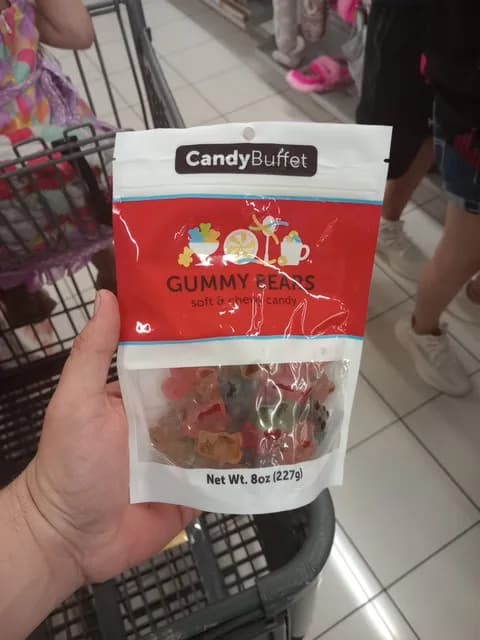 CandyBuffet
GUMMY BEARS
soft & chewy candy
Net Wt. 8oz (227g)